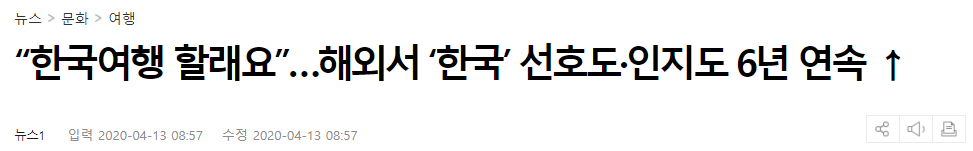 뉴스 > 문화 > 여행
“한국여행 할래요”…해외서 ‘한국’ 선호도·인지도 6년 연속 ↑
뉴스1 입력 2020-04-13 08:57 수정 2020-04-13 08:57